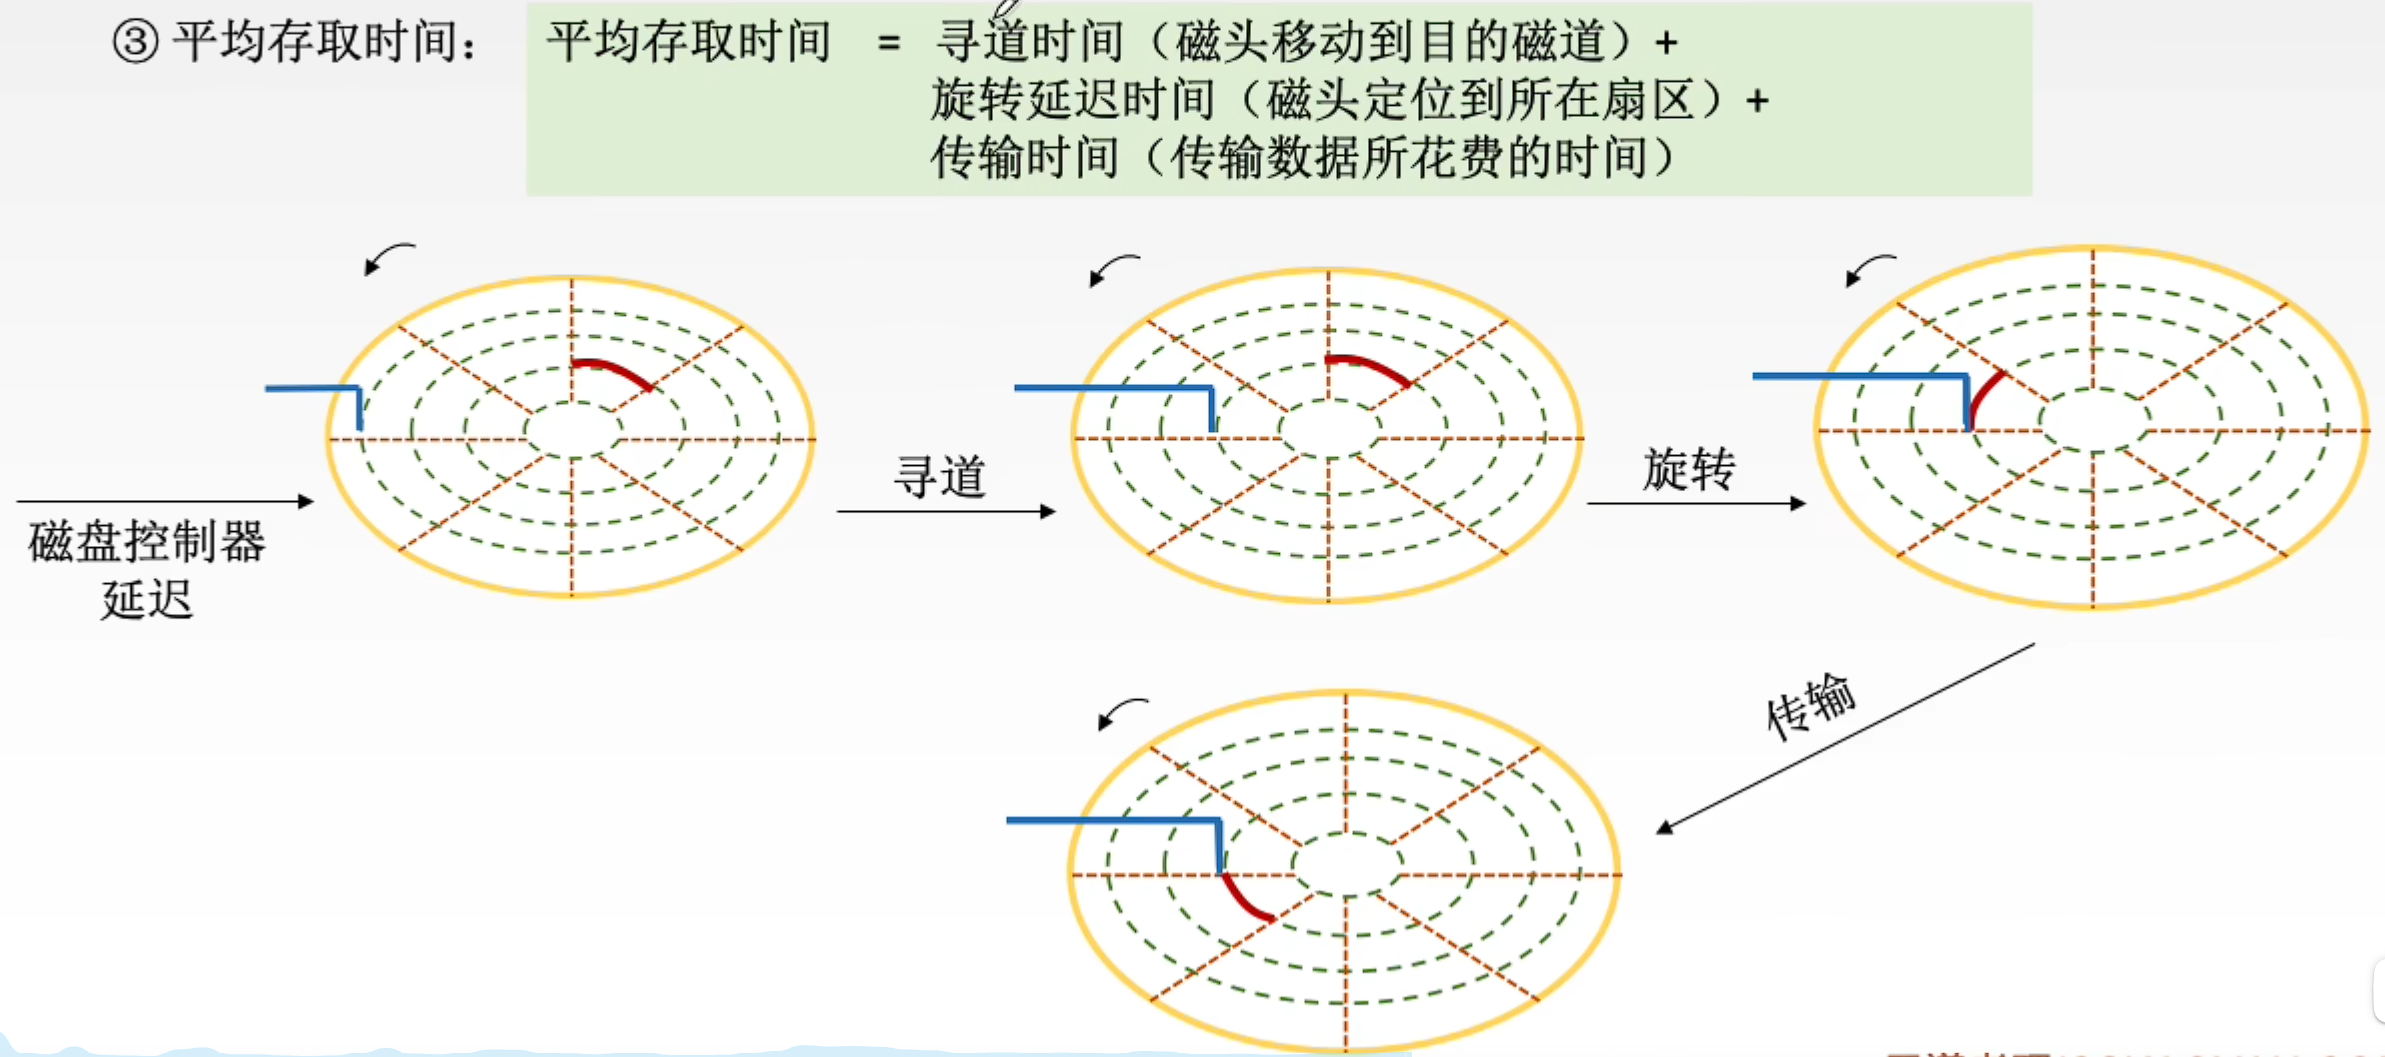 ③ 平均存取时间： 平均存取时间 = 寻道时间（磁头移动到目的磁道）+
旋转延迟时间（磁头定位到所在扇区）+
传输时间（传输数据所花费的时间）
磁盘控制器
延迟
寻道
旋转
传输